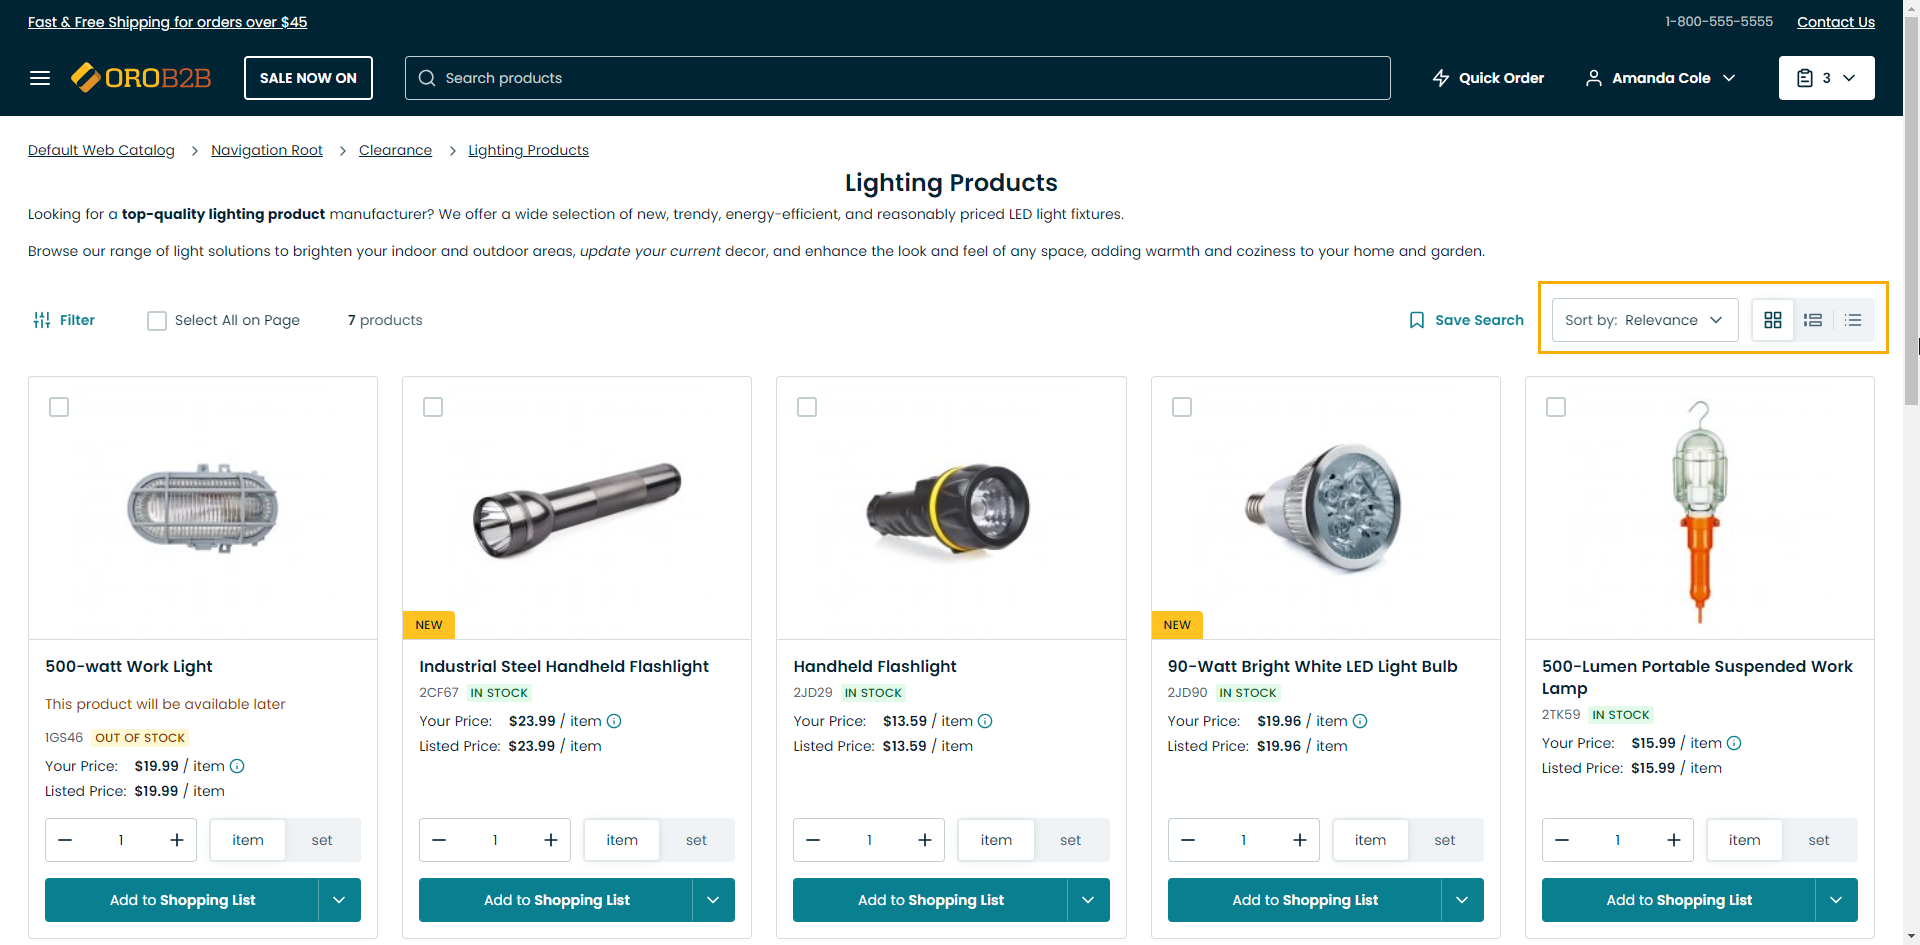 Fast & Free Shipping for orders over $45
1-800-555-5555 Contact Us
OROB2B
SALE NOW ON
Search products
Quick Order
Amanda Cole
3
Default Web Catalog > Navigation Root > Clearance > Lighting Products
Lighting Products
Looking for a top-quality lighting product manufacturer? We offer a wide selection of new, trendy, energy-efficient, and reasonably priced LED light fixtures.
Browse our range of light solutions to brighten your indoor and outdoor areas, update your current decor, and enhance the look and feel of any space, adding warmth and coziness to your home and garden.
Filter
Select All on Page
7 products
Save Search
Sort by: Relevance
500-watt Work Light
This product will be available later
1GS46 OUT OF STOCK
Your Price: $19.99 / item
Listed Price: $19.99 / item
1 item set
Add to Shopping List
NEW
Industrial Steel Handheld Flashlight
2CF67 IN STOCK
Your Price: $23.99 / item
Listed Price: $23.99 / item
1 item set
Add to Shopping List
Handheld Flashlight
2JD29 IN STOCK
Your Price: $13.59 / item
Listed Price: $13.59 / item
1 item set
Add to Shopping List
NEW
90-Watt Bright White LED Light Bulb
2JD90 IN STOCK
Your Price: $19.96 / item
Listed Price: $19.96 / item
1 item set
Add to Shopping List
500-Lumen Portable Suspended Work
Lamp
2TK59 IN STOCK
Your Price: $15.99 / item
Listed Price: $15.99 / item
1 item set
Add to Shopping List